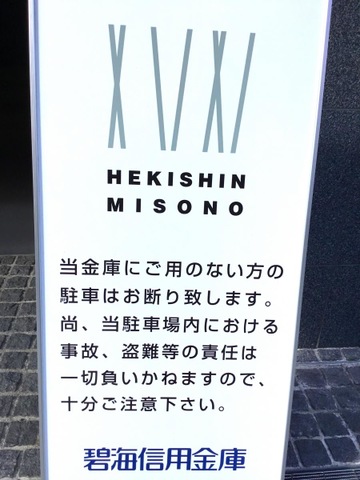 HEKISHIN
MISONO
当金庫にご用のない方の
駐車はお断り致します。
尚、当駐車場内における
事故、盗難等の責任は
一切負いかねますので、
十分ご注意下さい。
碧海信用金庫